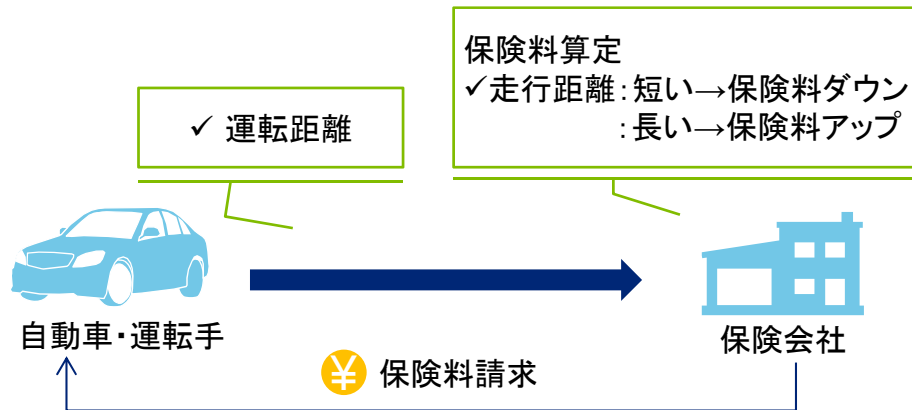 保険料算定
✓走行距離：短い→保険料ダウン
：長い→保険料アップ
✓ 運転距離
自動車・運転手
保険会社
¥ 保険料請求